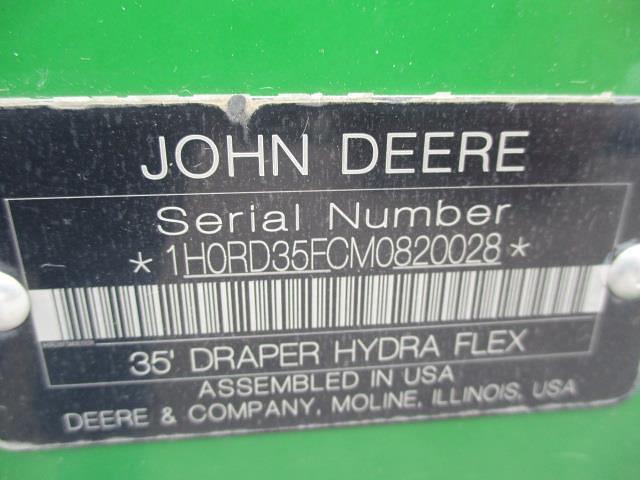 JOHN DEERE
Serial Number
*1H0RD35FCM0820028*
35' DRAPER HYDRA FLEX
ASSEMBLED IN USA
DEERE & COMPANY, MOLINE, ILLINOIS, USA